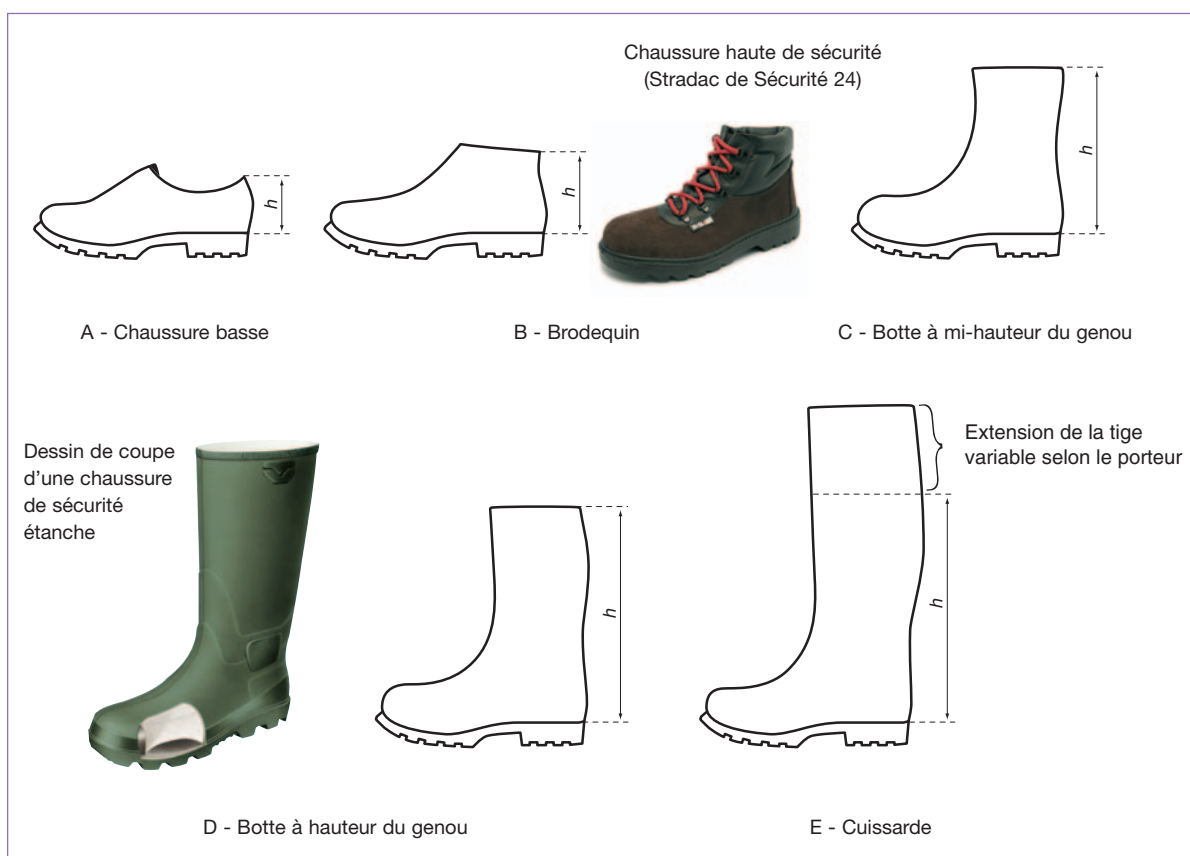 Chaussure haute de sécurité
(Stradac de Sécurité 24)
h
h
h
A - Chaussure basse
B - Brodequin
C - Botte à mi-hauteur du genou
Dessin de coupe
d’une chaussure
de sécurité
étanche
Extension de la tige
variable selon le porteur
h
h
D - Botte à hauteur du genou
E - Cuissarde